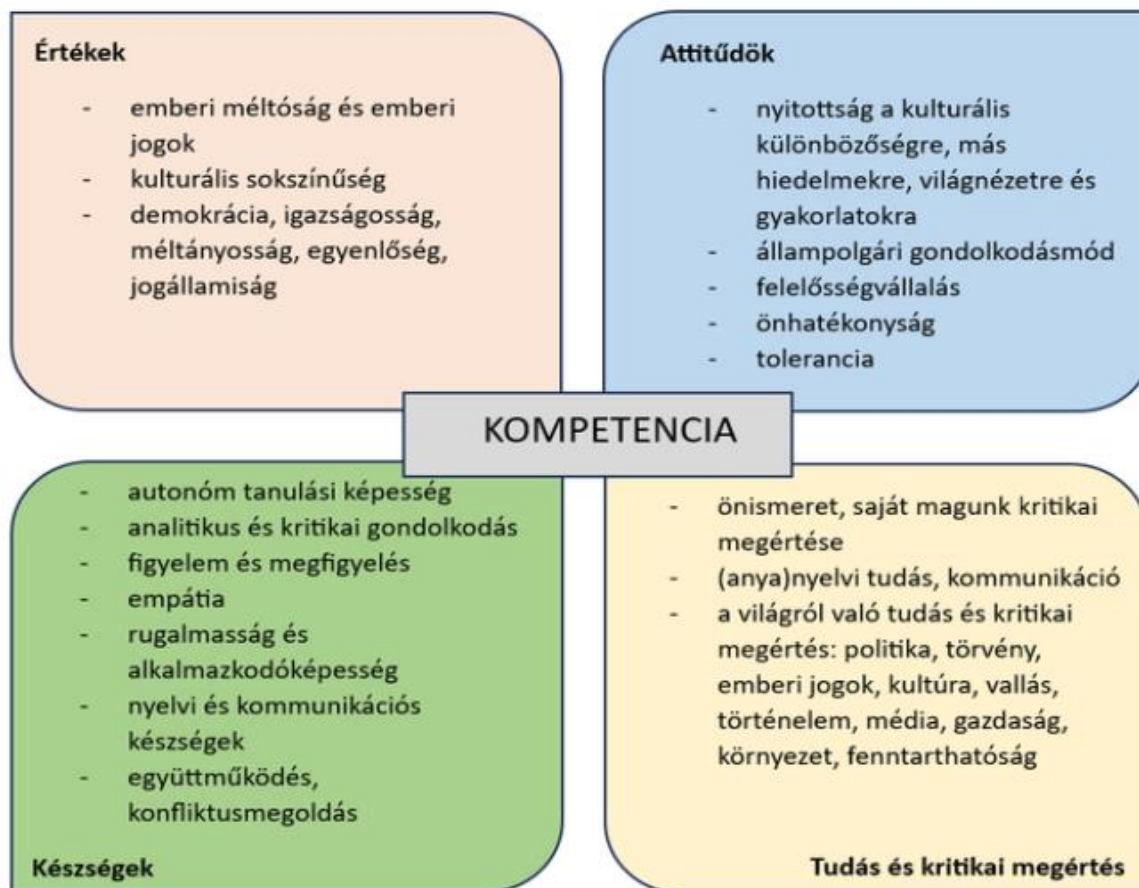 Értékek
- emberi méltóság és emberi
jogok
- kulturális sokszínűség
- demokrácia, igazságosság,
méltányosság, egyenlőség,
jogállamiság
Attitűdök
- nyitottság a kulturális
különbözőségre, más
hiedelmekre, világnézetre és
gyakorlatokra
- állampolgári gondolkodásmód
- felelősségvállalás
- önhatékonyság
- tolerancia
KOMPETENCIA
- autonóm tanulási képesség
- analitikus és kritikai gondolkodás
- figyelem és megfigyelés
- empátia
- rugalmasság és
alkalmazkodóképesség
- nyelvi és kommunikációs
készségek
- együttműködés,
konfliktusmegoldás
Készségek
- önismeret, saját magunk kritikai
megértése
- (anya)nyelvi tudás, kommunikáció
- a világról való tudás és kritikai
megértés: politika, törvény,
emberi jogok, kultúra, vallás,
történelem, média, gazdaság,
környezet, fenntarthatóság
Tudás és kritikai megértés